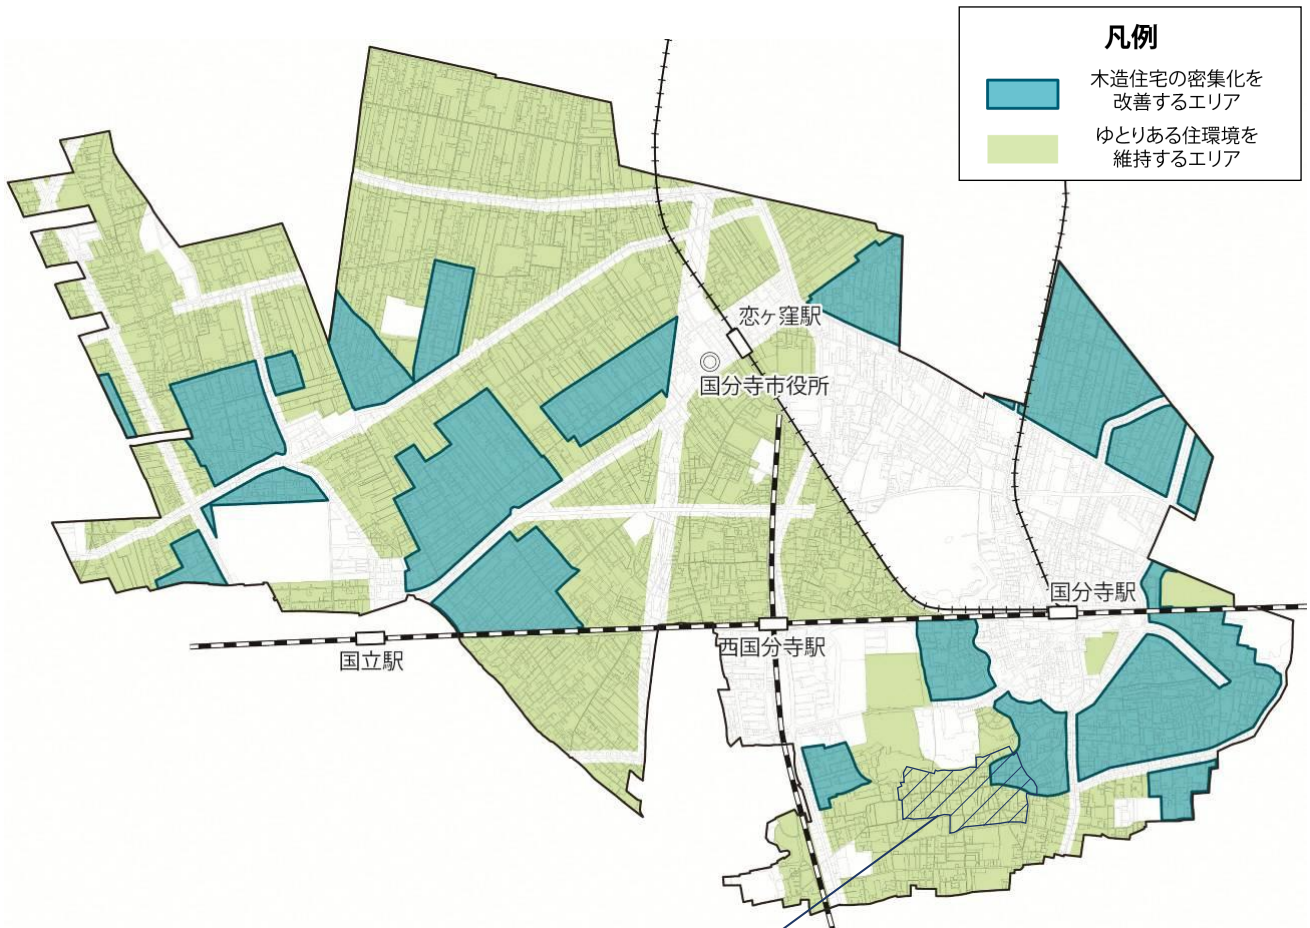 凡例
木造住宅の密集化を
改善するエリア
ゆとりある住環境を
維持するエリア
恋ヶ窪駅
国分寺市役所
国分寺駅
西国分寺駅
国立駅